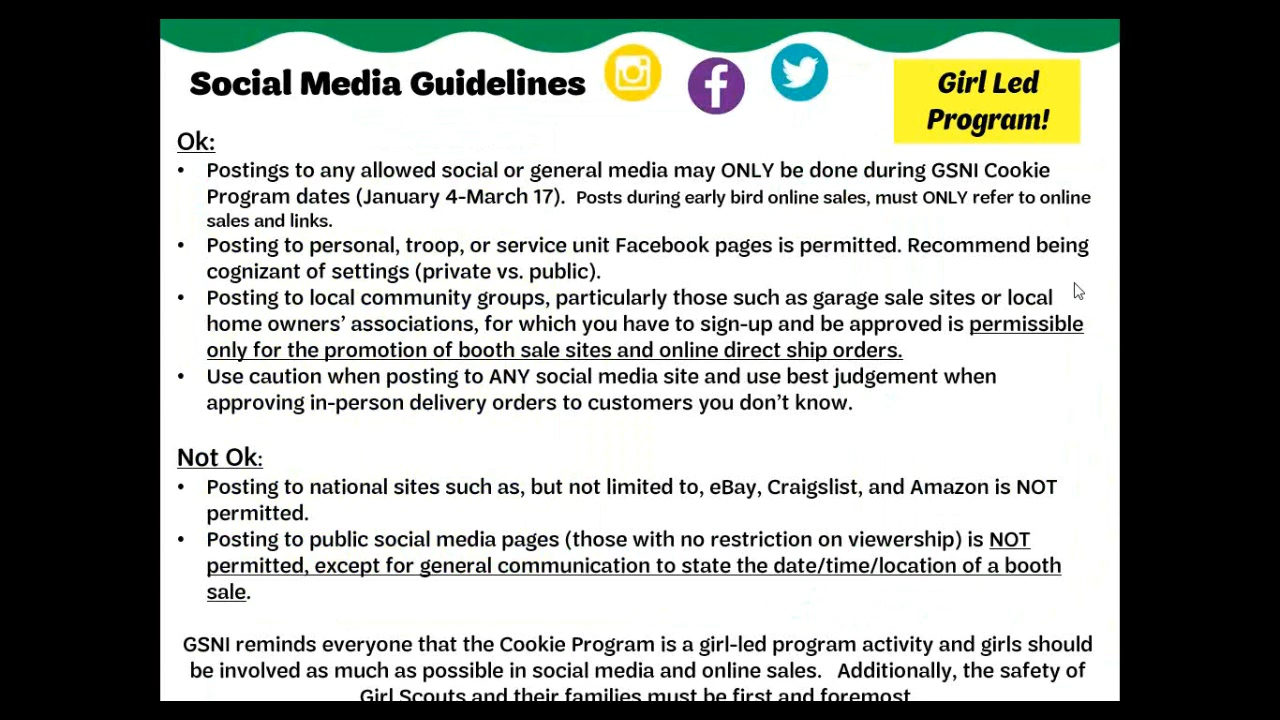 Social Media Guidelines
Girl Led
Program!
Ok:
• Postings to any allowed social or general media may ONLY be done during GSNI Cookie
Program dates (January 4-March 17). Posts during early bird online sales, must ONLY refer to online
sales and links.
• Posting to personal, troop, or service unit Facebook pages is permitted. Recommend being
cognizant of settings (private vs. public).
• Posting to local community groups, particularly those such as garage sale sites or local
home owners’ associations, for which you have to sign-up and be approved is permissible
only for the promotion of booth sale sites and online direct ship orders.
• Use caution when posting to ANY social media site and use best judgement when
approving in-person delivery orders to customers you don’t know.
Not Ok:
• Posting to national sites such as, but not limited to, eBay, Craigslist, and Amazon is NOT
permitted.
• Posting to public social media pages (those with no restriction on viewership) is NOT
permitted, except for general communication to state the date/time/location of a booth
sale.
GSNI reminds everyone that the Cookie Program is a girl-led program activity and girls should
be involved as much as possible in social media and online sales. Additionally, the safety of
Girl Scouts and their families must be first and foremost